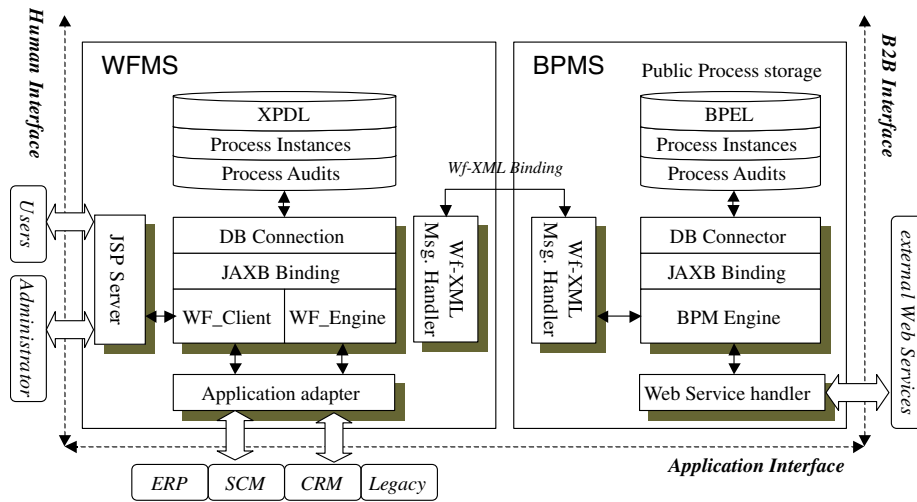 Human Interface
B2B Interface
WFMS
BPMS
Public Process storage
XPDL
Process Instances
Process Audits
BPEL
Process Instances
Process Audits
Wf-XML Binding
Users
Administrator
JSP Server
DB Connection
JAXB Binding
WF_Client
WF_Engine
Wf-XML
Msg. Handler
Wf-XML
Msg. Handler
DB Connector
JAXB Binding
BPM Engine
external Web Services
Application adapter
Web Service handler
Application Interface
ERP
SCM
CRM
Legacy